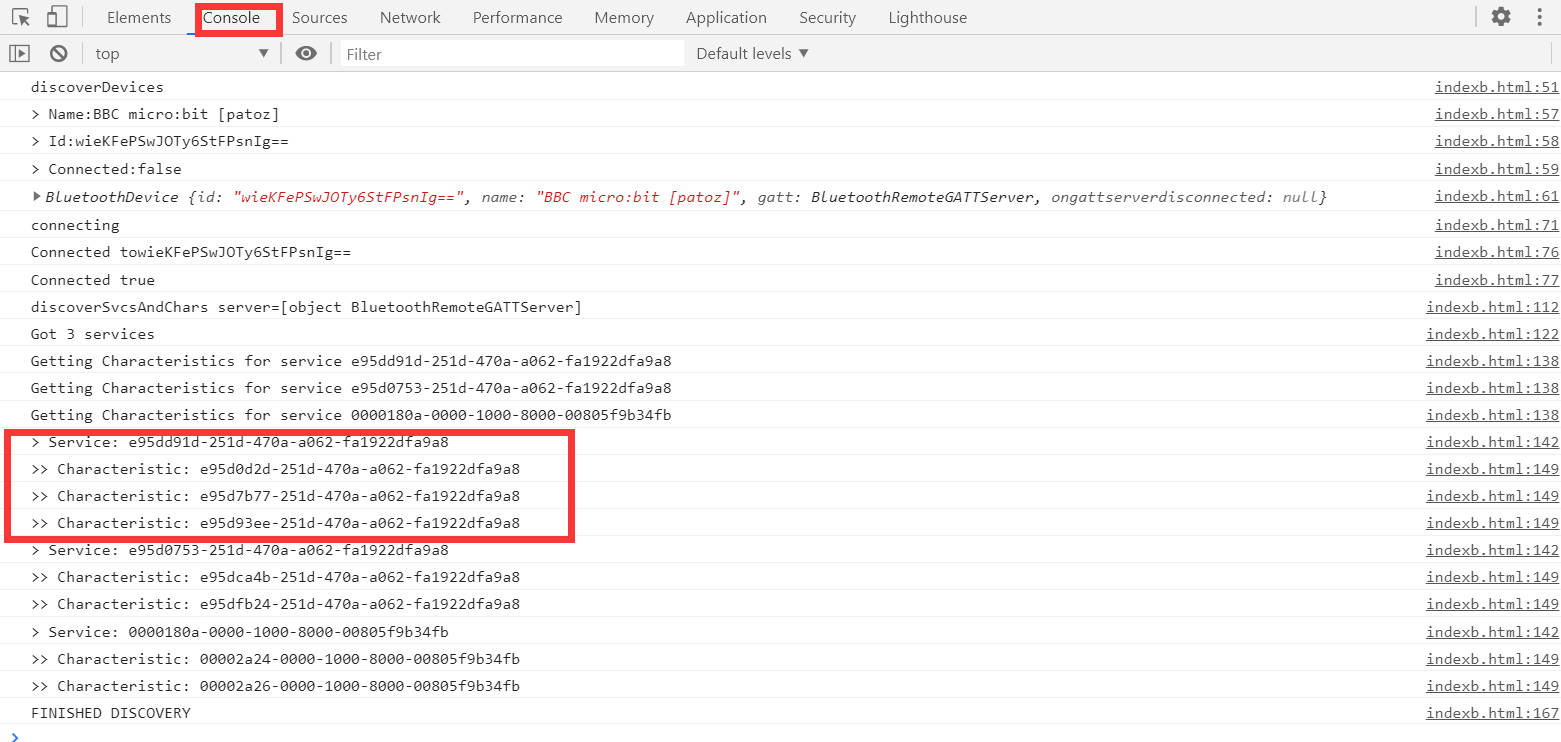 Elements Console Sources Network Performance Memory Application Security Lighthouse
top Filter Default levels
discoverDevices indexb.html:51
> Name:BBC micro:bit [patoz] indexb.html:57
> Id:wieKFePSwJOTy6StFPsnIg== indexb.html:58
> Connected:false indexb.html:59
BluetoothDevice {id: "wieKFePSwJOTy6StFPsnIg==", name: "BBC micro:bit [patoz]", gatt: BluetoothRemoteGATTServer, ongattserverdisconnected: null} indexb.html:61
connecting indexb.html:71
Connected towieKFePSwJOTy6StFPsnIg== indexb.html:76
Connected true indexb.html:77
discoverSvcsAndChars server=[object BluetoothRemoteGATTServer] indexb.html:112
Got 3 services indexb.html:122
Getting Characteristics for service e95dd91d-251d-470a-a062-fa1922dfa9a8 indexb.html:138
Getting Characteristics for service e95d0753-251d-470a-a062-fa1922dfa9a8 indexb.html:138
Getting Characteristics for service 0000180a-0000-1000-8000-00805f9b34fb indexb.html:138
> Service: e95dd91d-251d-470a-a062-fa1922dfa9a8 indexb.html:142
>> Characteristic: e95d0d2d-251d-470a-a062-fa1922dfa9a8 indexb.html:149
>> Characteristic: e95d7b77-251d-470a-a062-fa1922dfa9a8 indexb.html:149
>> Characteristic: e95d93ee-251d-470a-a062-fa1922dfa9a8 indexb.html:149
> Service: e95d0753-251d-470a-a062-fa1922dfa9a8 indexb.html:142
>> Characteristic: e95dca4b-251d-470a-a062-fa1922dfa9a8 indexb.html:149
>> Characteristic: e95dfb24-251d-470a-a062-fa1922dfa9a8 indexb.html:149
> Service: 0000180a-0000-1000-8000-00805f9b34fb indexb.html:142
>> Characteristic: 00002a24-0000-1000-8000-00805f9b34fb indexb.html:149
>> Characteristic: 00002a26-0000-1000-8000-00805f9b34fb indexb.html:149
FINISHED DISCOVERY indexb.html:167